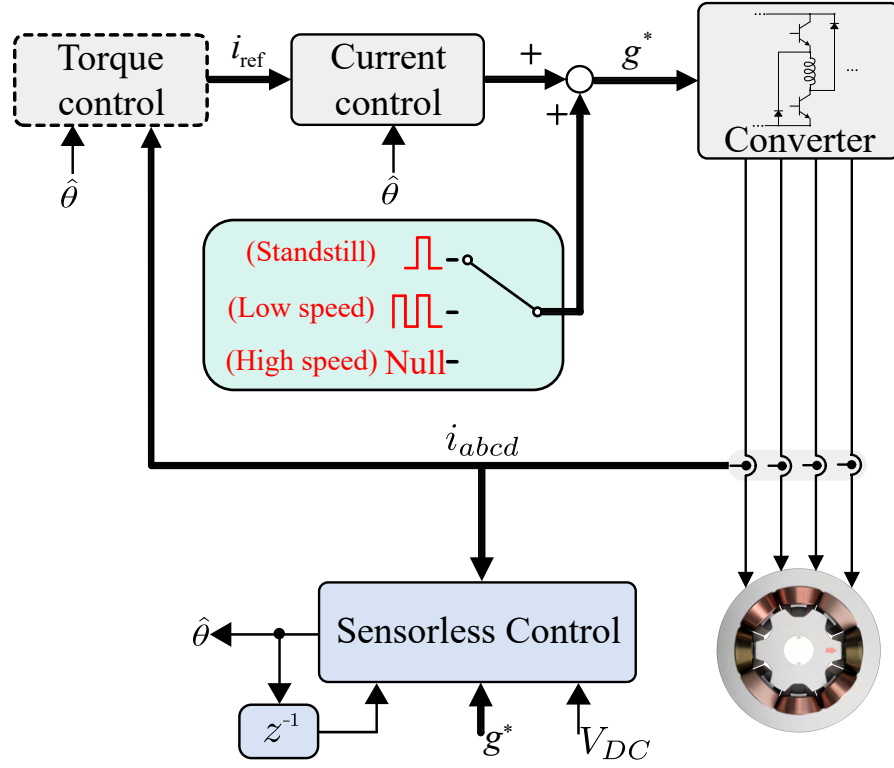 Torque
control
i_ref
Current
control
+
g*
+
...
...
...
Converter
θ̂
θ̂
(Standstill)
(Low speed)
(High speed) Null
i_abcd
Sensorless Control
θ̂
z⁻¹
g*
V_DC